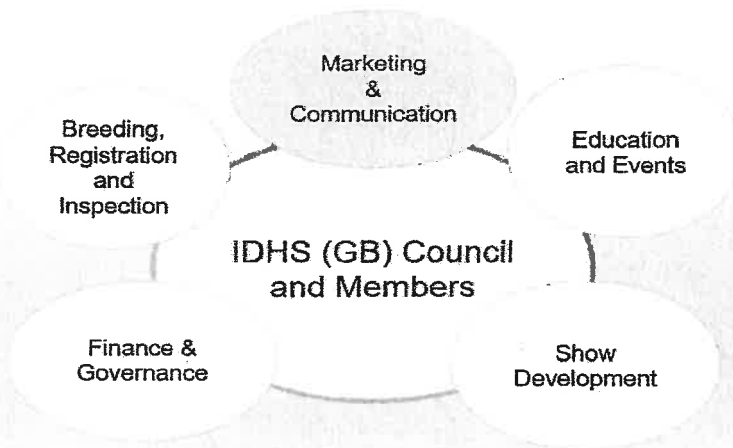 Marketing
&
Communication
Breeding,
Registration
and
Inspection
Education
and Events
IDHS (GB) Council
and Members
Finance &
Governance
Show
Development